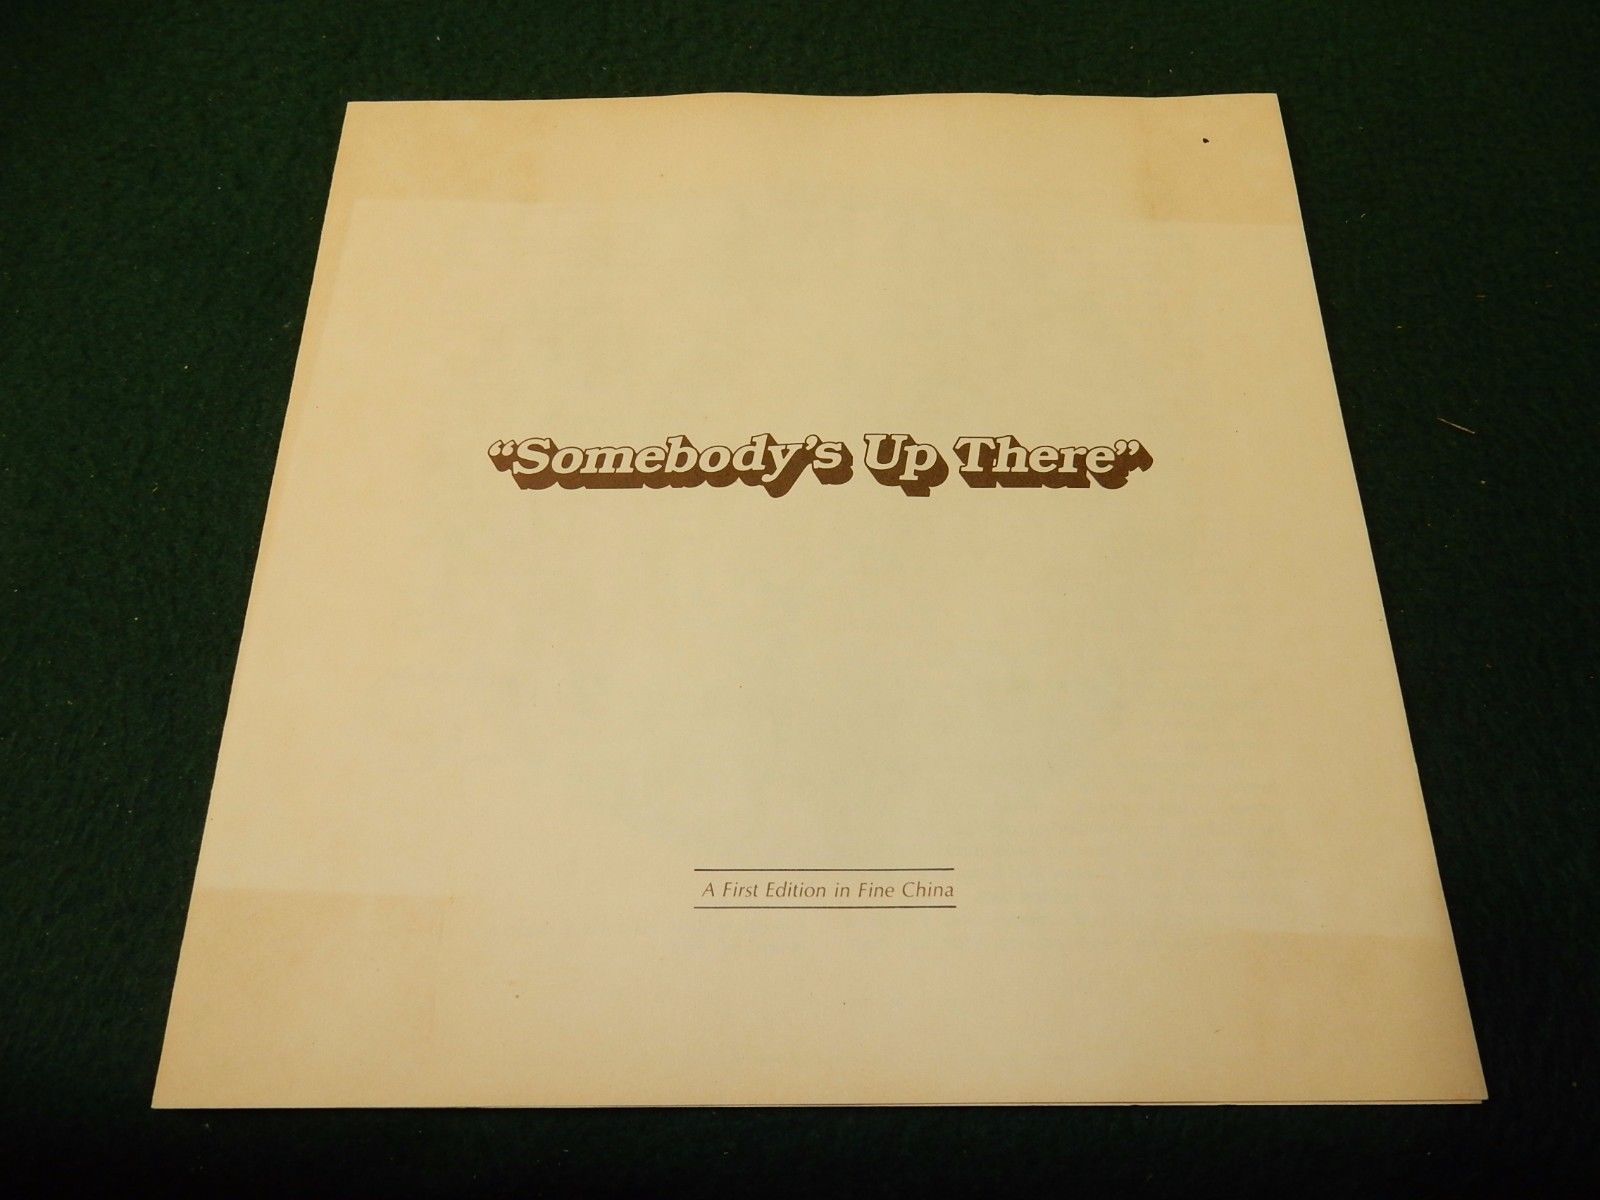 “Somebody’s Up There”
A First Edition in Fine China